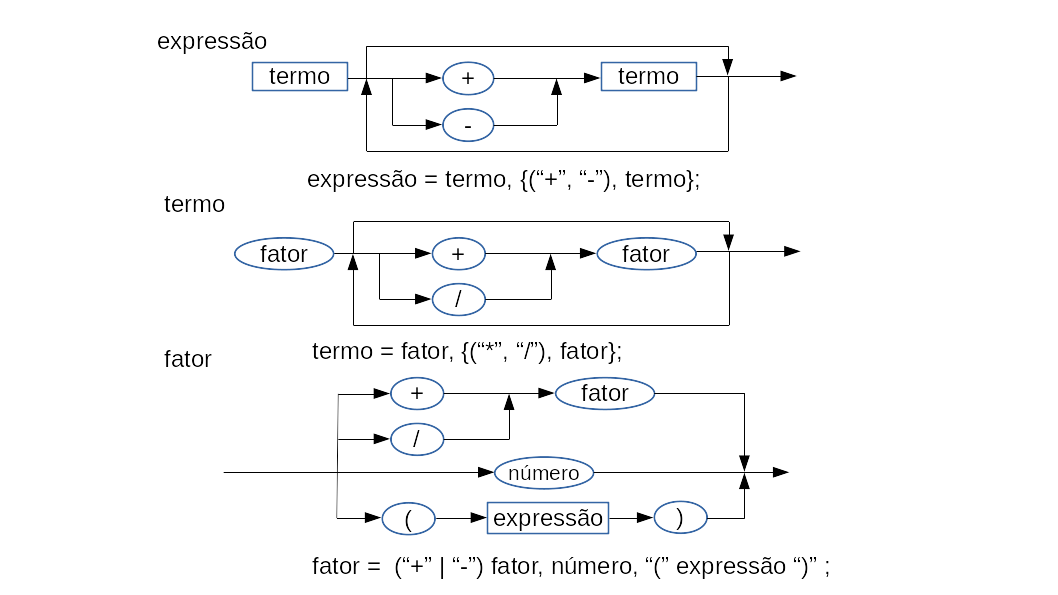 expressão
termo + termo
-
expressão = termo, {(“+”, “-”), termo};
termo
fator + fator
/
termo = fator, {(“*”, “/”), fator};
fator
+ fator
/
número
( expressão )
fator = (“+” | “-”) fator, número, “(” expressão “)” ;